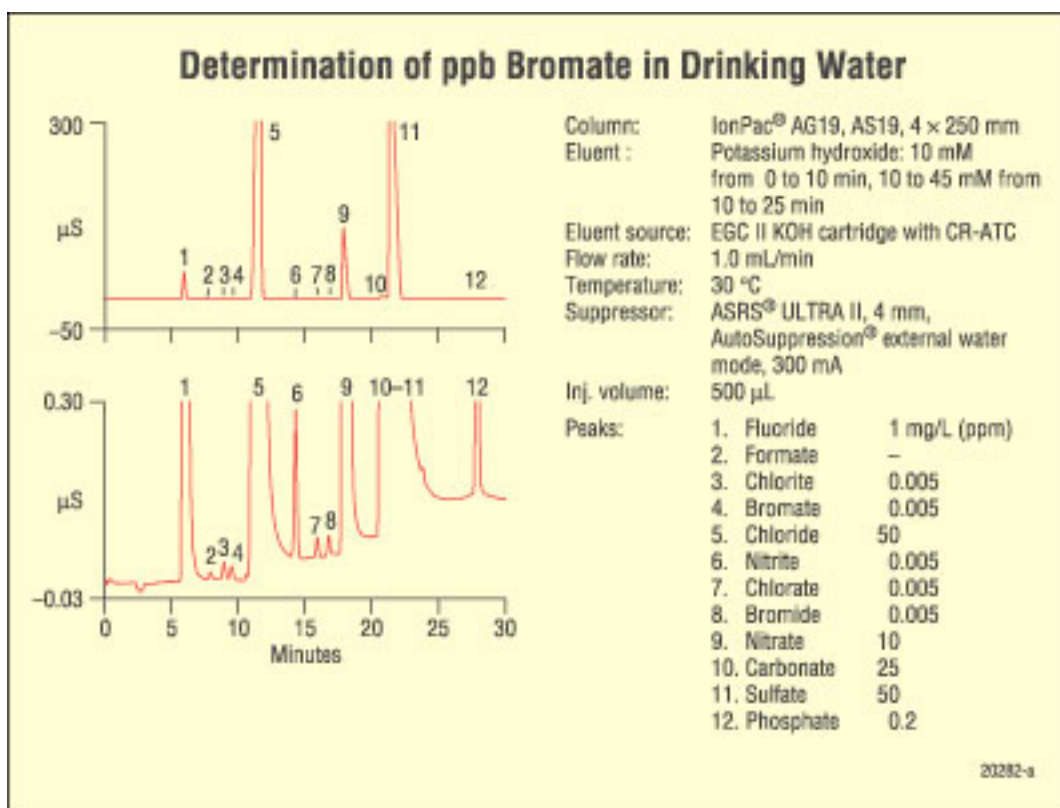 Determination of ppb Bromate in Drinking Water
300
µS
–50
1
2
3
4
5
6
7
8
9
10
11
12
0.30
µS
–0.03
1
2
3
4
5
6
7
8
9
10–11
12
0 5 10 15 20 25 30
Minutes
Column: IonPac® AG19, AS19, 4 × 250 mm
Eluent : Potassium hydroxide: 10 mM
from 0 to 10 min, 10 to 45 mM from
10 to 25 min
Eluent source: EGC II KOH cartridge with CR-ATC
Flow rate: 1.0 mL/min
Temperature: 30 °C
Suppressor: ASRS® ULTRA II, 4 mm,
AutoSuppression® external water
mode, 300 mA
Inj. volume: 500 µL
Peaks: 1. Fluoride 1 mg/L (ppm)
2. Formate –
3. Chlorite 0.005
4. Bromate 0.005
5. Chloride 50
6. Nitrite 0.005
7. Chlorate 0.005
8. Bromide 0.005
9. Nitrate 10
10. Carbonate 25
11. Sulfate 50
12. Phosphate 0.2
20282-a